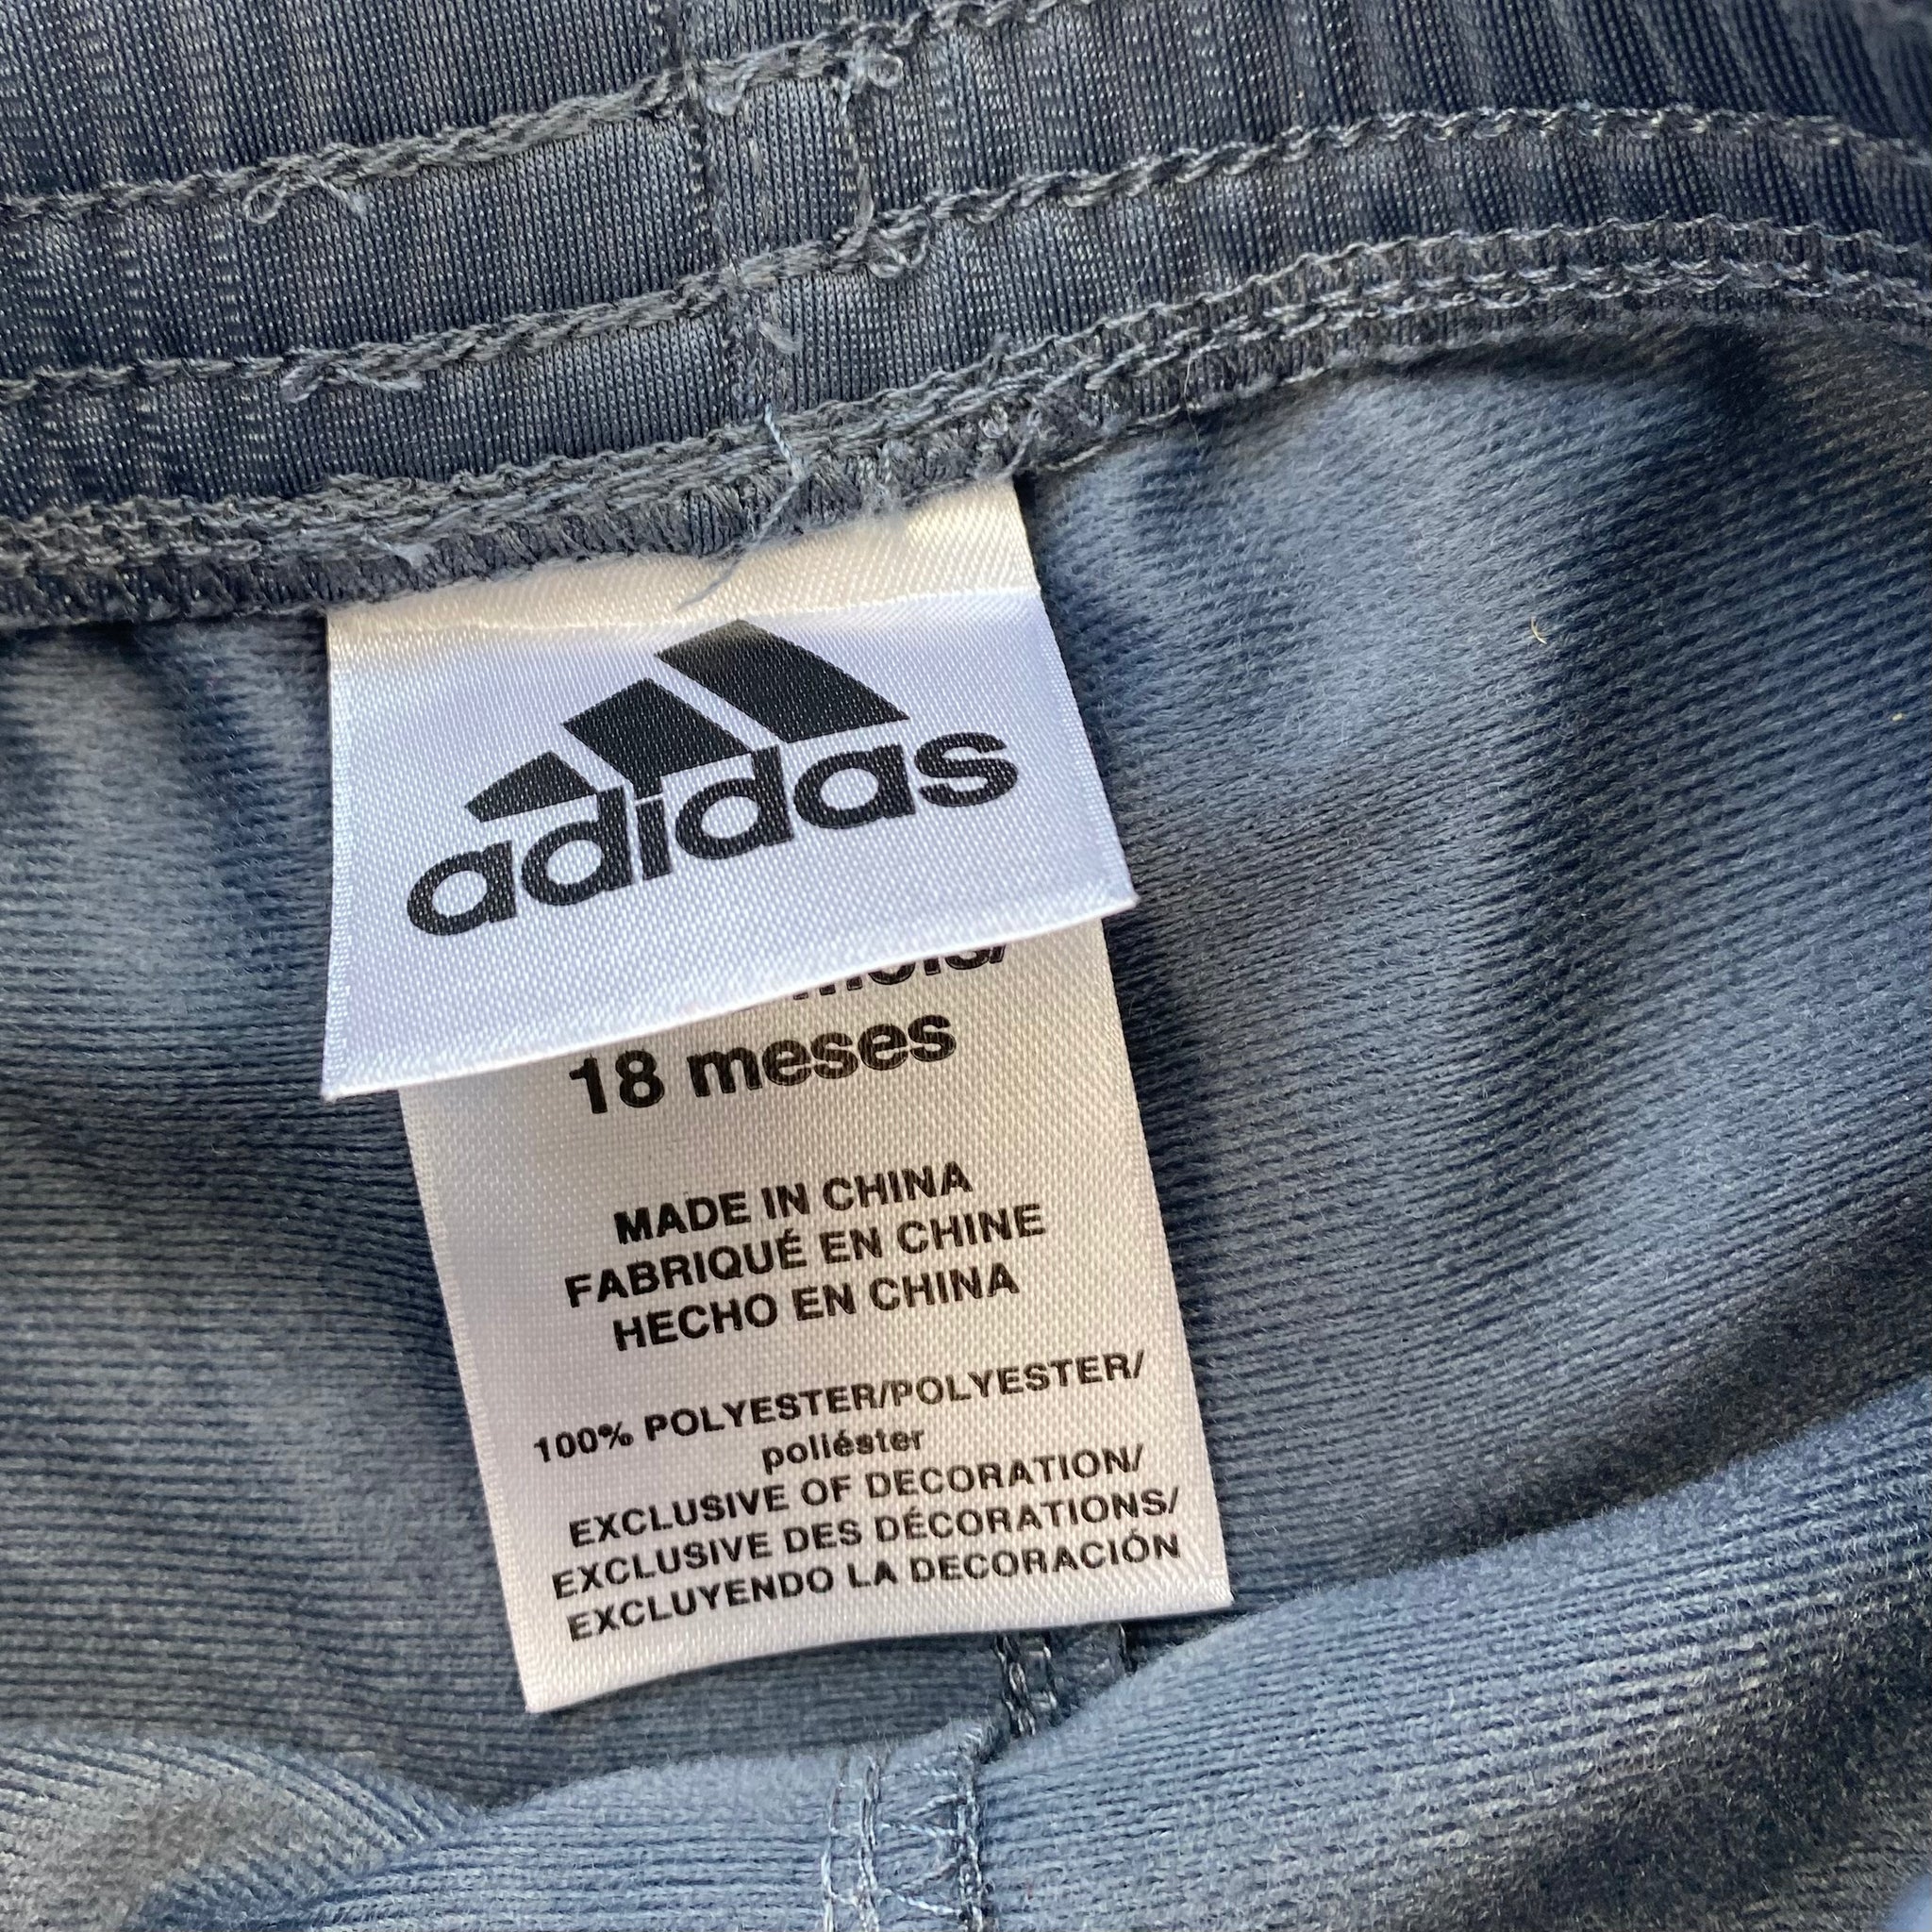 adidas
18 meses
MADE IN CHINA
FABRIQUÉ EN CHINE
HECHO EN CHINA
100% POLYESTER/POLYESTER/
poliéster
EXCLUSIVE OF DECORATION/
EXCLUSIVE DES DÉCORATIONS/
EXCLUYENDO LA DECORACIÓN